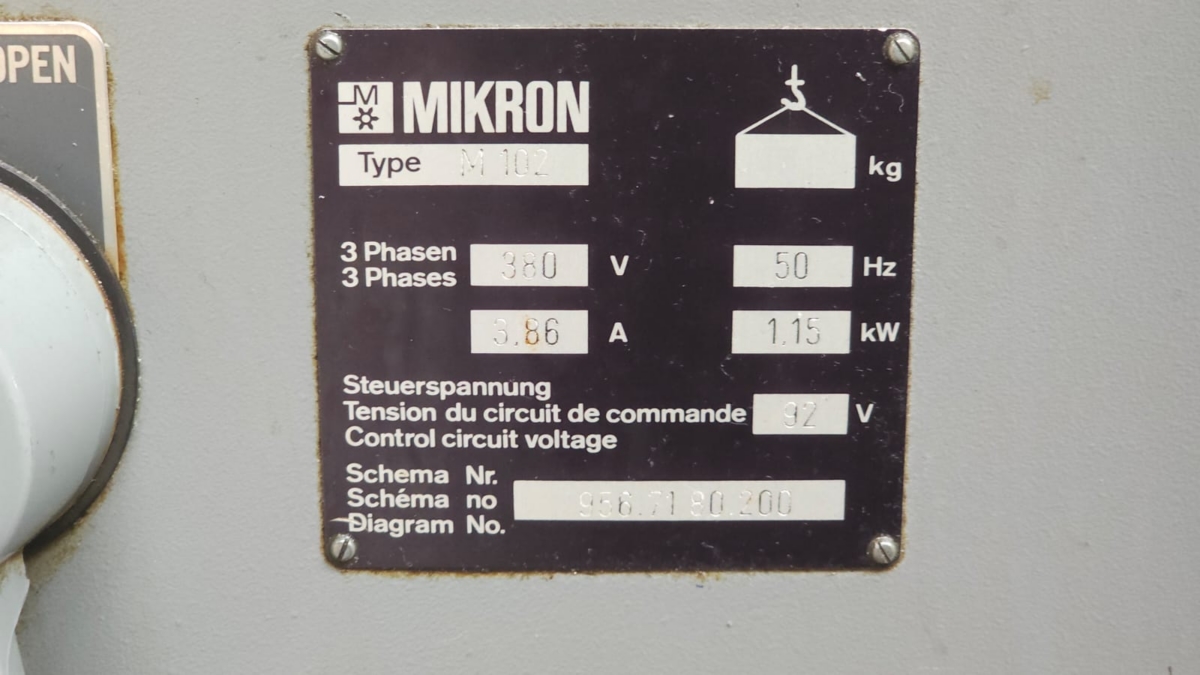 OPEN
M MIKRON
Type M 102
kg
3 Phasen
3 Phases
380 V
50 Hz
3.86 A
1.15 kW
Steuerspannung
Tension du circuit de commande 92 V
Control circuit voltage
Schema Nr.
Schéma no
Diagram No.
956.71 90.200